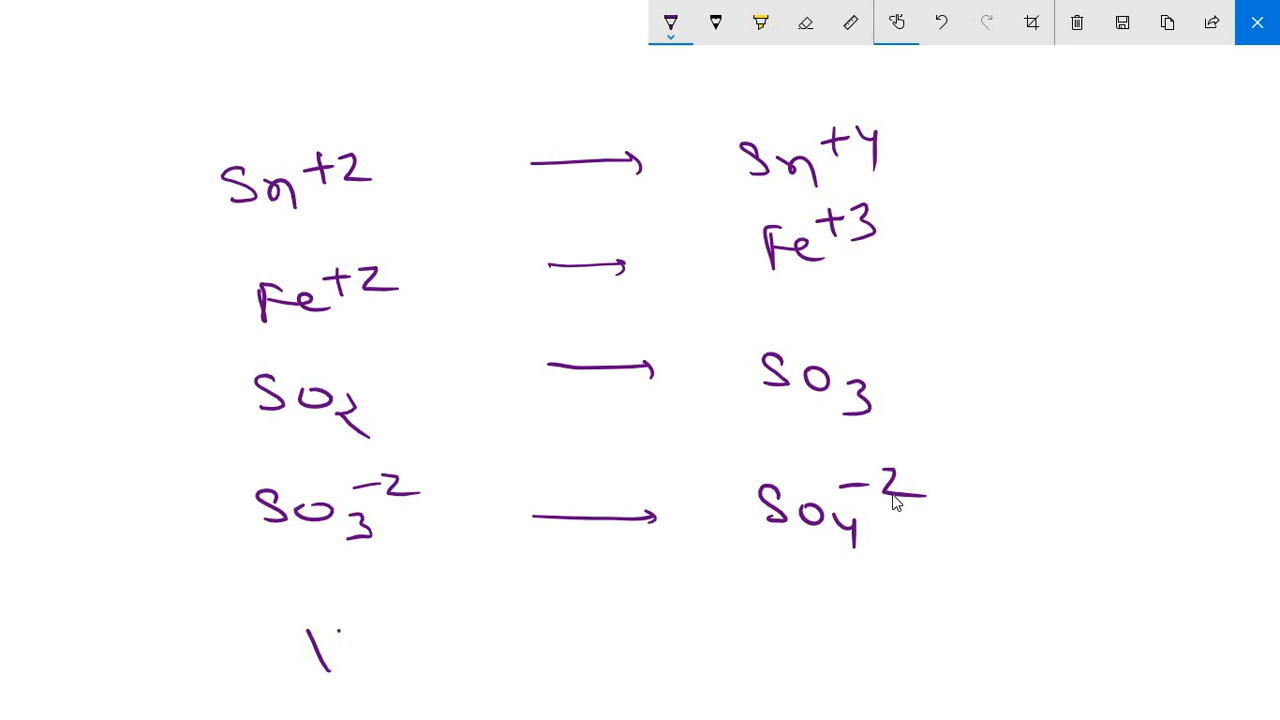 Sn⁺² → Sn⁺⁴
Fe⁺² → Fe⁺³
SO₂ → SO₃
SO₃⁻² → SO₄⁻²